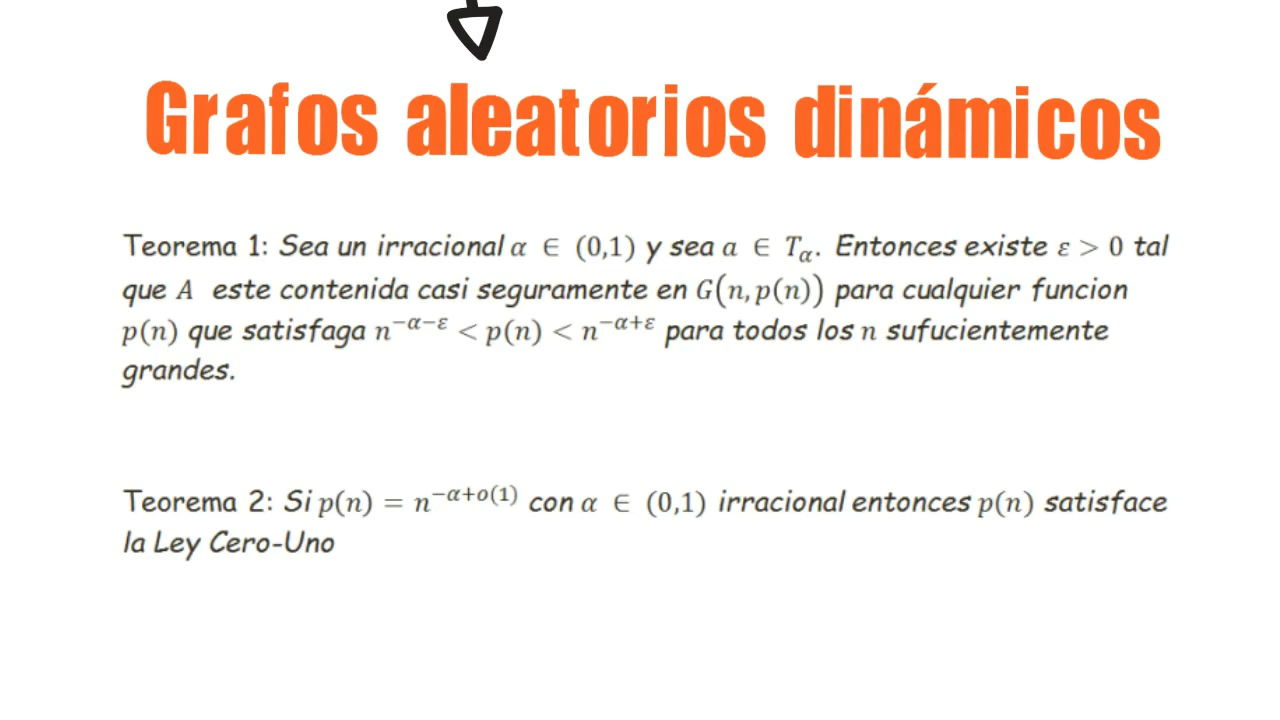 Grafos aleatorios dinámicos
Teorema 1: Sea un irracional α ∈ (0,1) y sea a ∈ T_α. Entonces existe ε > 0 tal
que A este contenida casi seguramente en G(n, p(n)) para cualquier funcion
p(n) que satisfaga n^{−α−ε} < p(n) < n^{−α+ε} para todos los n sufucientemente
grandes.
Teorema 2: Si p(n) = n^{−α+o(1)} con α ∈ (0,1) irracional entonces p(n) satisface
la Ley Cero-Uno